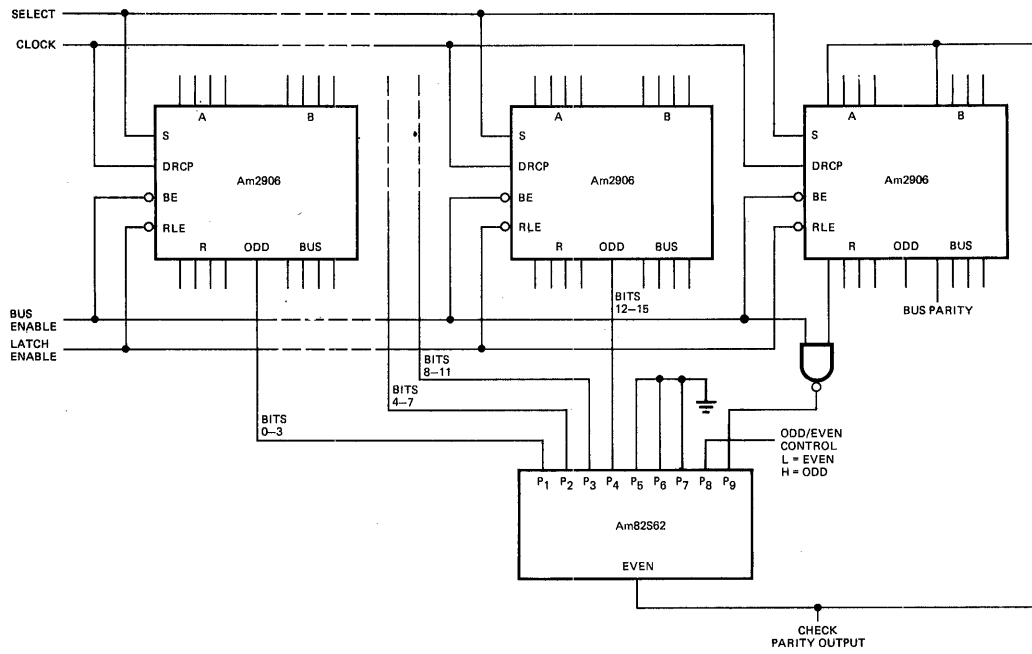 SELECT
CLOCK
A
B
S
DRCP
Am2906
BE
RLE
R
ODD
BUS
A
B
S
DRCP
Am2906
BE
RLE
R
ODD
BUS
A
B
S
DRCP
Am2906
BE
RLE
R
ODD
BUS
BUS
ENABLE
LATCH
ENABLE
BITS
12–15
BUS PARITY
BITS
8–11
BITS
4–7
BITS
0–3
ODD/EVEN
CONTROL
L = EVEN
H = ODD
P1 P2 P3 P4 P5 P6 P7 P8 P9
Am82S62
EVEN
CHECK
PARITY OUTPUT